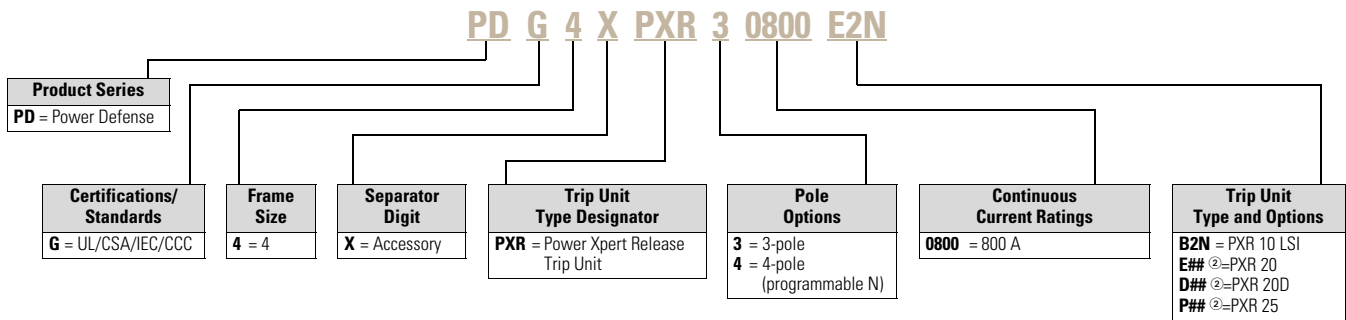 PD G 4 X PXR 3 0800 E2N
Product Series
PD = Power Defense
Certifications/
Standards
G = UL/CSA/IEC/CCC
Frame
Size
4 = 4
Separator
Digit
X = Accessory
Trip Unit
Type Designator
PXR = Power Xpert Release
Trip Unit
Pole
Options
3 = 3-pole
4 = 4-pole
(programmable N)
Continuous
Current Ratings
0800 = 800 A
Trip Unit
Type and Options
B2N = PXR 10 LSI
E## ②=PXR 20
D## ②=PXR 20D
P## ②=PXR 25